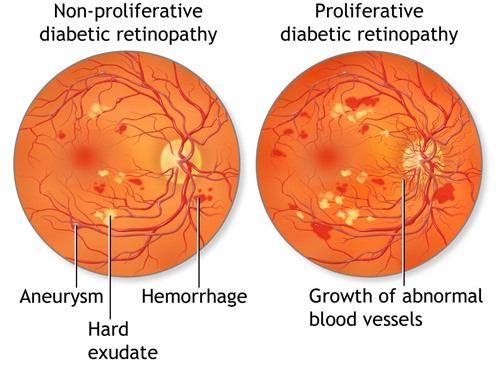 Non-proliferative
diabetic retinopathy
Proliferative
diabetic retinopathy
Aneurysm
Hemorrhage
Hard
exudate
Growth of abnormal
blood vessels